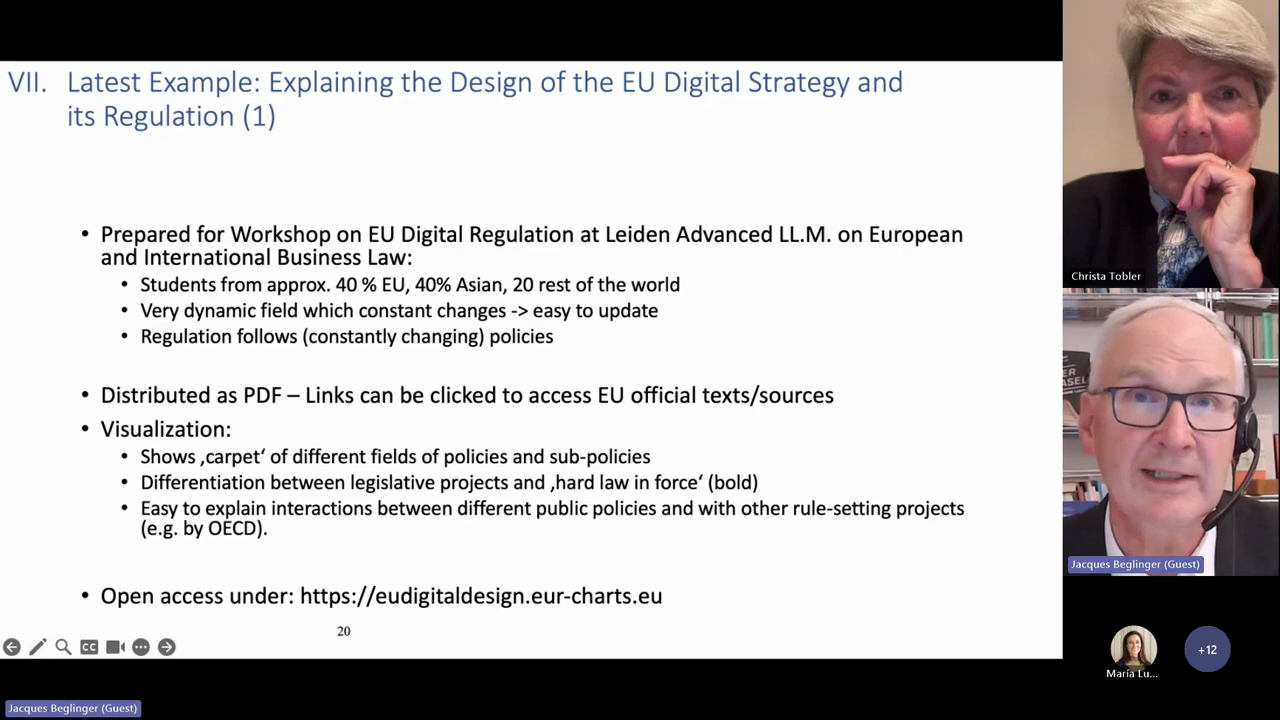 VII. Latest Example: Explaining the Design of the EU Digital Strategy and
its Regulation (1)
• Prepared for Workshop on EU Digital Regulation at Leiden Advanced LL.M. on European
and International Business Law:
• Students from approx. 40 % EU, 40% Asian, 20 rest of the world
• Very dynamic field which constant changes -> easy to update
• Regulation follows (constantly changing) policies
• Distributed as PDF – Links can be clicked to access EU official texts/sources
• Visualization:
• Shows ‚carpet‘ of different fields of policies and sub-policies
• Differentiation between legislative projects and ‚hard law in force‘ (bold)
• Easy to explain interactions between different public policies and with other rule-setting projects
(e.g. by OECD).
• Open access under: https://eudigitaldesign.eur-charts.eu
20
CC
Christa Tobler
Jacques Beglinger (Guest)
María Lu...
+12
Jacques Beglinger (Guest)